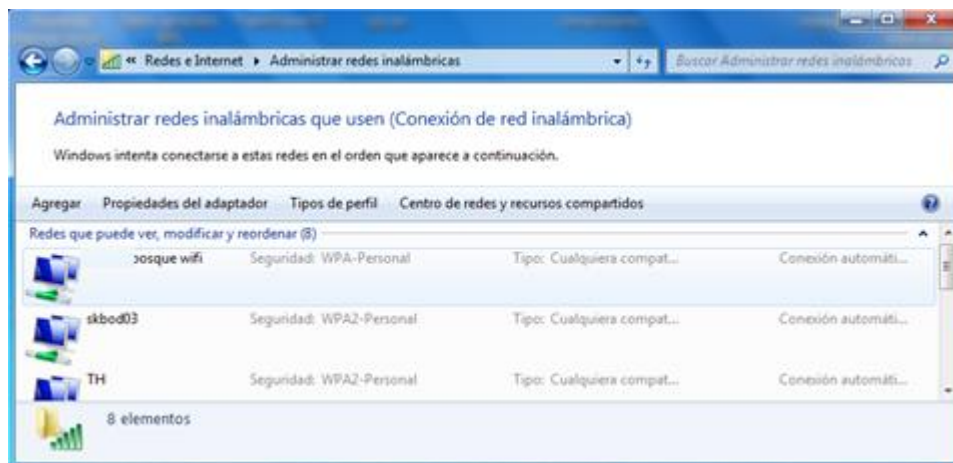 « Redes e Internet ▸ Administrar redes inalámbricas
Buscar Administrar redes inalámbricas
Administrar redes inalámbricas que usen (Conexión de red inalámbrica)
Windows intenta conectarse a estas redes en el orden que aparece a continuación.
Agregar Propiedades del adaptador Tipos de perfil Centro de redes y recursos compartidos
Redes que puede ver, modificar y reordenar (8)
osque wifi Seguridad: WPA-Personal Tipo: Cualquiera compat... Conexión automáti...
skbod03 Seguridad: WPA2-Personal Tipo: Cualquiera compat... Conexión automáti...
TH Seguridad: WPA2-Personal Tipo: Cualquiera compat... Conexión automáti...
8 elementos